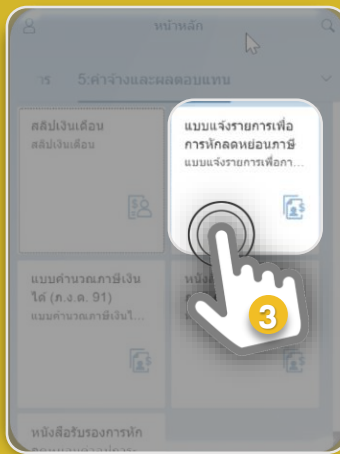 หน้าหลัก
าร 5:ค่าจ้างและผลตอบแทน
สลิปเงินเดือน
สลิปเงินเดือน
แบบแจ้งรายการเพื่อ
การหักลดหย่อนภาษี
แบบแจ้งรายการเพื่อกา...
แบบคำนวณภาษีเงิน
ได้ (ภ.ง.ด. 91)
แบบคำนวณภาษีเงินไ...
3
หนังสือรับรองการหัก